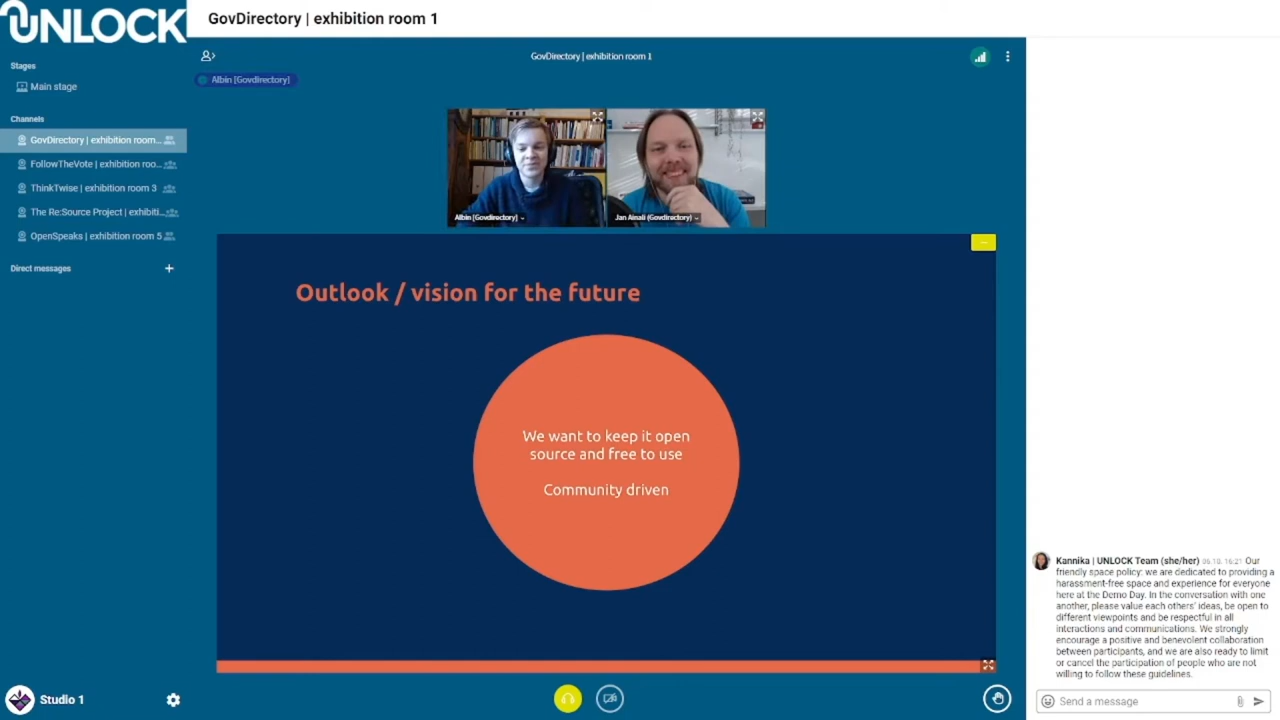 UNLOCK
GovDirectory | exhibition room 1
Stages
Main stage
Channels
GovDirectory | exhibition room...
FollowTheVote | exhibition roo...
ThinkTwise | exhibition room 3
The Re:Source Project | exhibiti...
OpenSpeaks | exhibition room 5
Direct messages
+
Studio 1
GovDirectory | exhibition room 1
Albin [Govdirectory]
Albin [Govdirectory]
Jan Ainali (Govdirectory)
Outlook / vision for the future
We want to keep it open
source and free to use
Community driven
Kannika | UNLOCK Team (she/her) 05.10. 16:21 Our
friendly space policy: we are dedicated to providing a
harassment-free space and experience for everyone
here at the Demo Day. In the conversation with one
another, please value each others' ideas, be open to
different viewpoints and be respectful in all
interactions and communications. We strongly
encourage a positive and benevolent collaboration
between participants, and we are also ready to limit
or cancel the participation of people who are not
willing to follow these guidelines.
Send a message